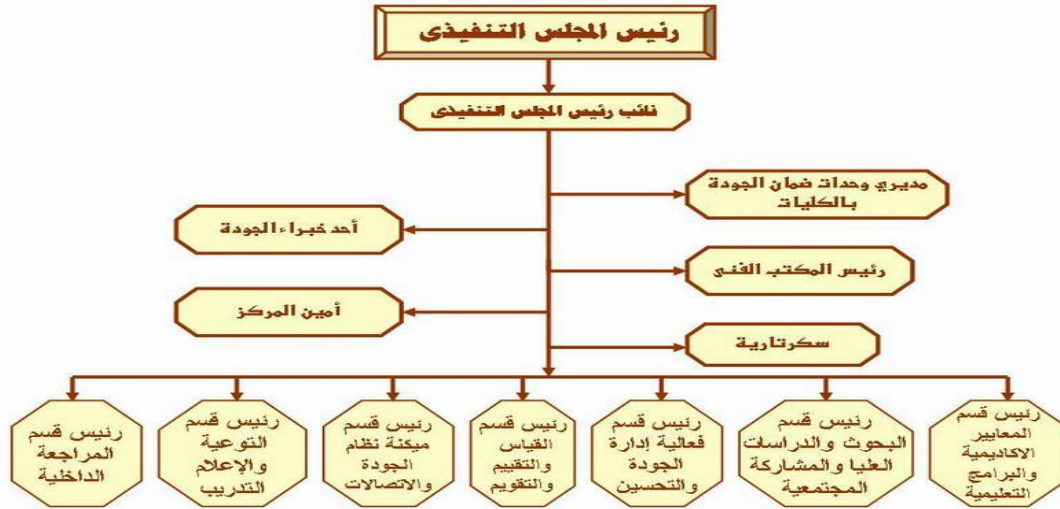 رئيس المجلس التنفيذى
نائب رئيس المجلس التنفيذى
مديري وحدات ضمان الجودة
بالكليات
أحد خبراء الجودة
رئيس المكتب الفنى
أمين المركز
سكرتارية
رئيس قسم
المعايير
الاكاديمية
والبرامج
التعليمية
رئيس قسم
البحوث والدراسات
العليا والمشاركة
المجتمعية
رئيس قسم
فعالية إدارة
الجودة
والتحسين
رئيس قسم
القياس
والتقييم
والتقويم
رئيس قسم
ميكنة نظام
الجودة
والاتصالات
رئيس قسم
التوعية
والإعلام
التدريب
رئيس قسم
المراجعة
الداخلية